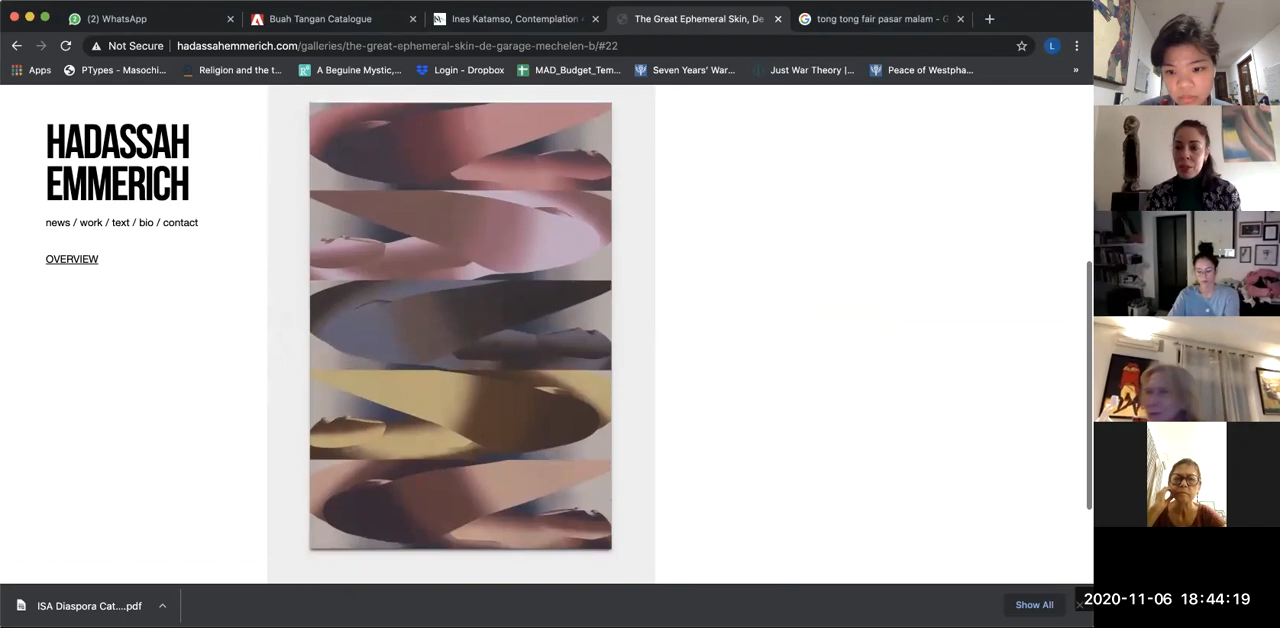 (2) WhatsApp
Buah Tangan Catalogue
Ines Katamso, Contemplation
The Great Ephemeral Skin, De
tong tong fair pasar malam - G
Not Secure
hadassahemmerich.com/galleries/the-great-ephemeral-skin-de-garage-mechelen-b/#22
L
Apps
PTypes - Masochi...
Religion and the t...
A Beguine Mystic,...
Login - Dropbox
MAD_Budget_Tem...
Seven Years' War...
Just War Theory |...
Peace of Westpha...
»
HADASSAH
EMMERICH
news / work / text / bio / contact
OVERVIEW
ISA Diaspora Cat....pdf
Show All
2020-11-06 18:44:19